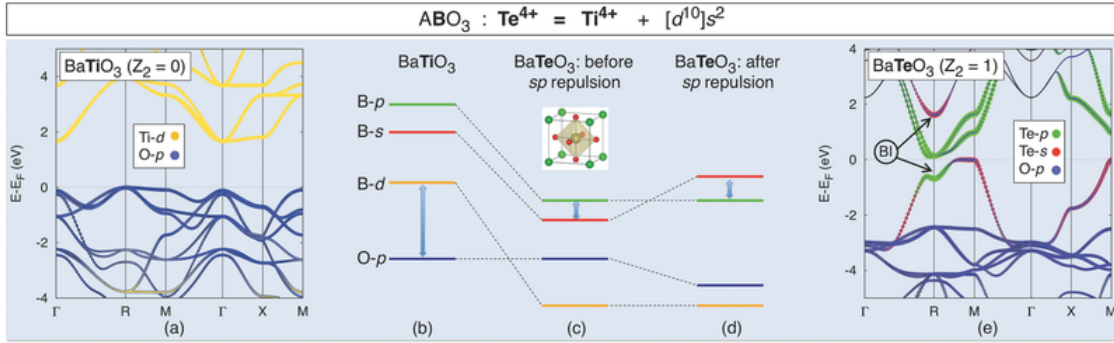 ABO3 : Te4+ = Ti4+ + [d10]s2
BaTiO3 (Z2 = 0)
Ti-d
O-p
E-EF (eV)
4
2
0
-2
-4
Γ R M Γ X M
(a)
BaTiO3
B-p
B-s
B-d
O-p
(b)
BaTeO3: before
sp repulsion
(c)
BaTeO3: after
sp repulsion
(d)
BaTeO3 (Z2 = 1)
BI
Te-p
Te-s
O-p
E-EF (eV)
4
2
0
-2
-4
Γ R M Γ X M
(e)